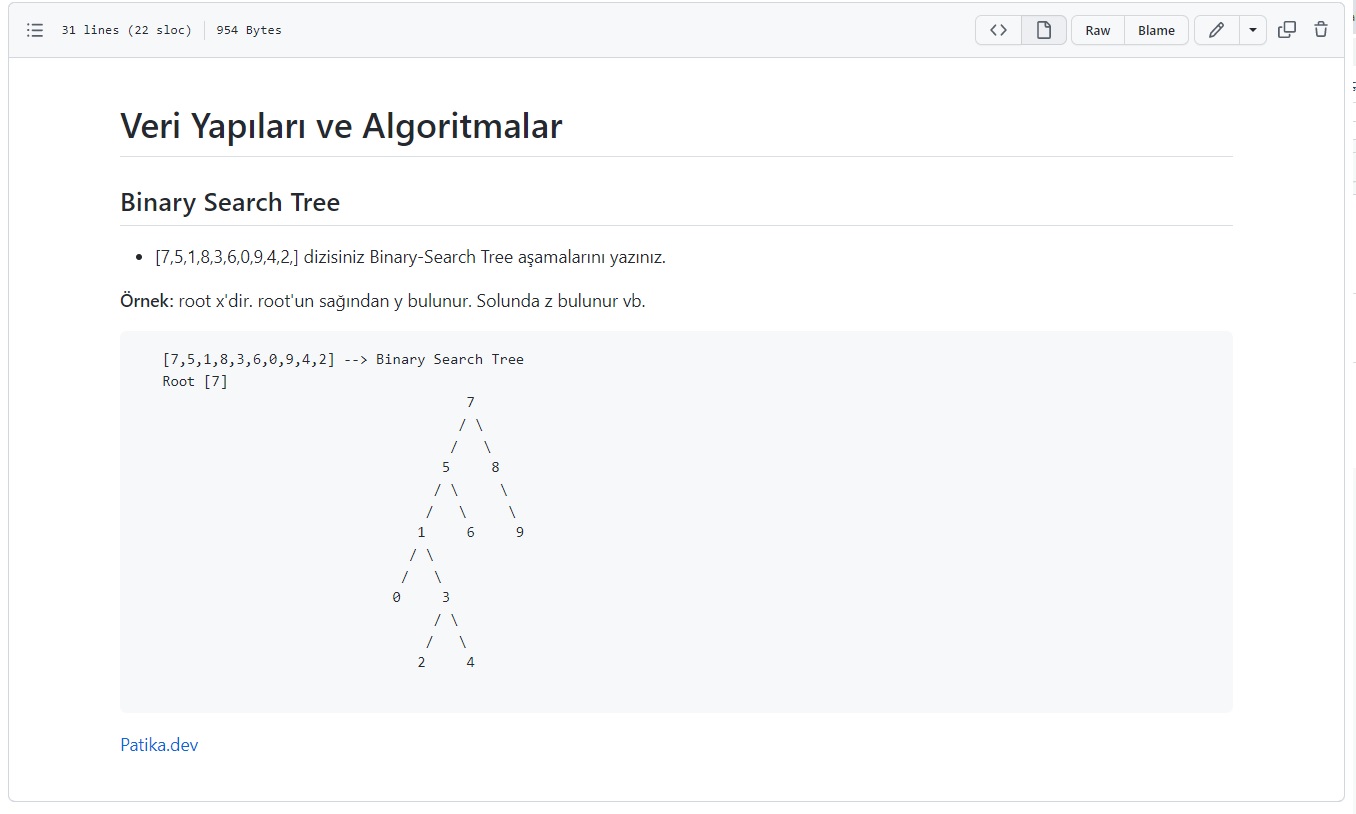 31 lines (22 sloc) 954 Bytes Raw Blame
Veri Yapıları ve Algoritmalar
Binary Search Tree
• [7,5,1,8,3,6,0,9,4,2,] dizisiniz Binary-Search Tree aşamalarını yazınız.
Örnek: root x'dir. root'un sağından y bulunur. Solunda z bulunur vb.
[7,5,1,8,3,6,0,9,4,2] --> Binary Search Tree
Root [7]
7
/ \
/ \
5 8
/ \ \
/ \ \
1 6 9
/ \
/ \
0 3
/ \
/ \
2 4
Patika.dev